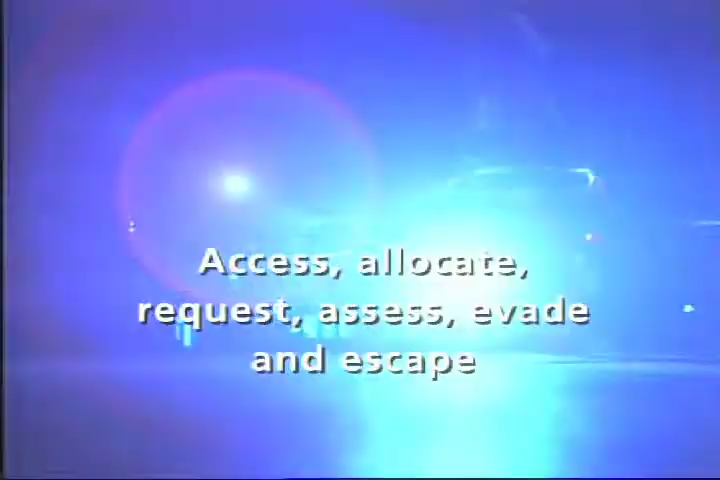 Access, allocate,
request, assess, evade
and escape